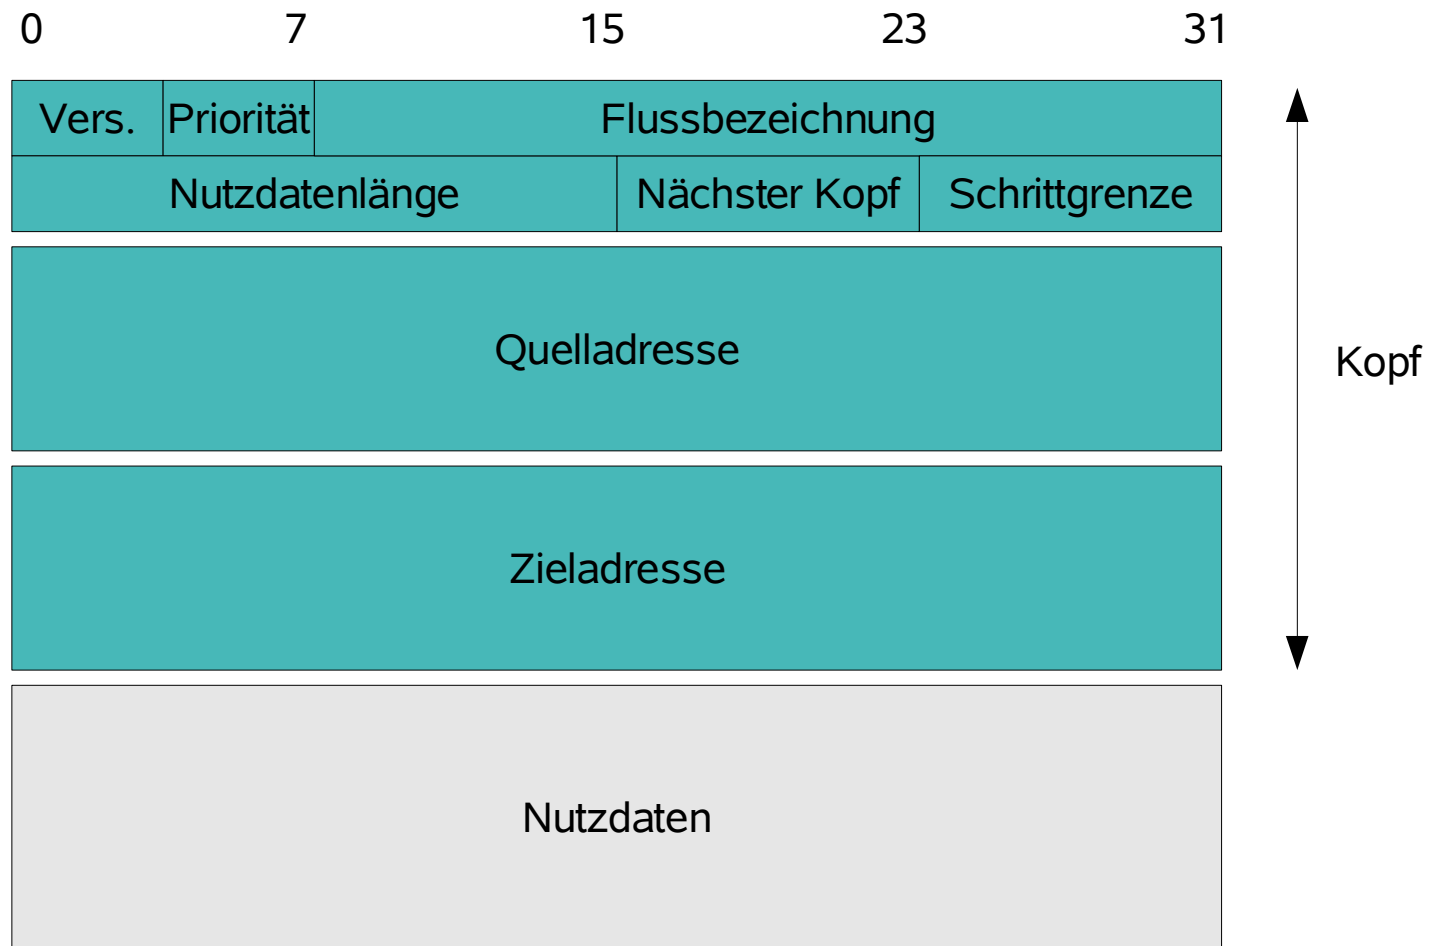 0 7 15 23 31
Vers. Priorität Flussbezeichnung
Nutzdatenlänge Nächster Kopf Schrittgrenze
Quelladresse
Kopf
Zieladresse
Nutzdaten